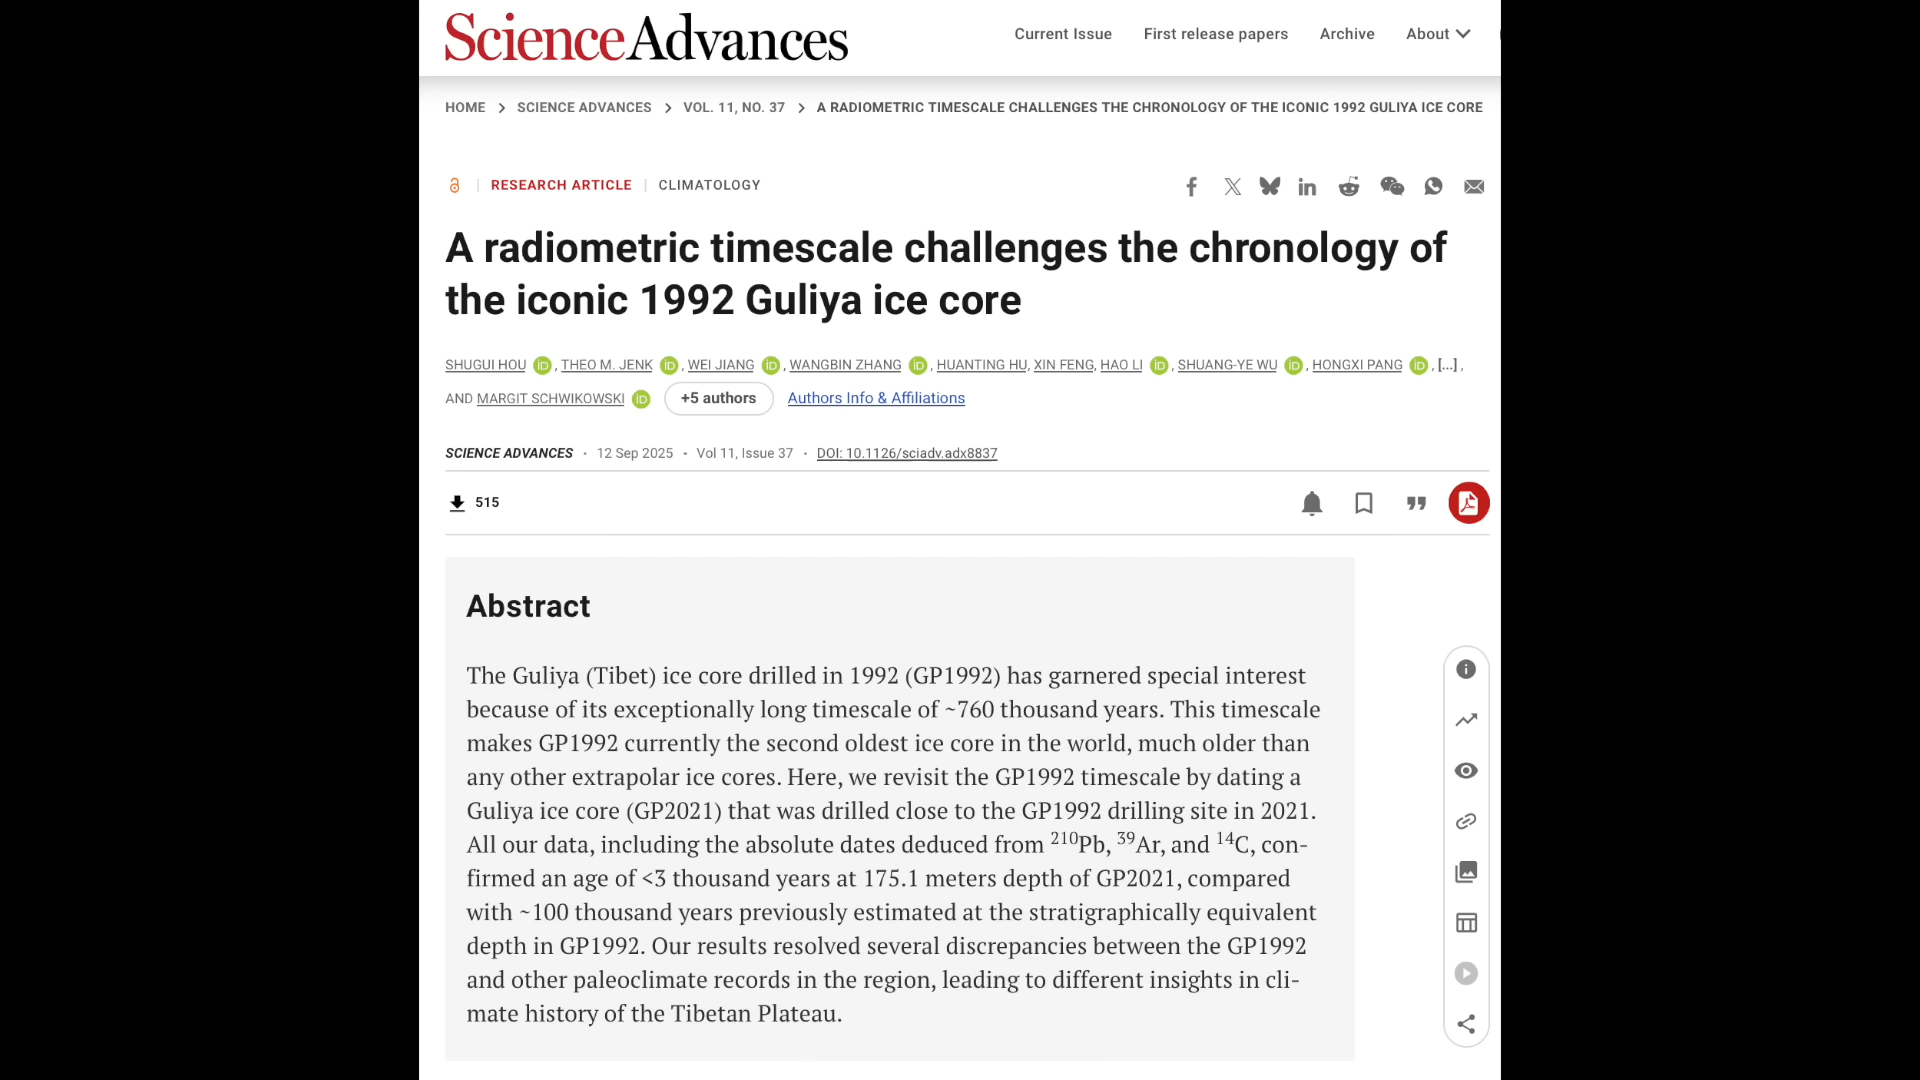 ScienceAdvances
Current Issue First release papers Archive About
HOME > SCIENCE ADVANCES > VOL. 11, NO. 37 > A RADIOMETRIC TIMESCALE CHALLENGES THE CHRONOLOGY OF THE ICONIC 1992 GULIYA ICE CORE
RESEARCH ARTICLE | CLIMATOLOGY
A radiometric timescale challenges the chronology of
the iconic 1992 Guliya ice core
SHUGUI HOU iD, THEO M. JENK iD, WEI JIANG iD, WANGBIN ZHANG iD, HUANTING HU, XIN FENG, HAO LI iD, SHUANG-YE WU iD, HONGXI PANG iD, [...],
AND MARGIT SCHWIKOWSKI iD +5 authors Authors Info & Affiliations
SCIENCE ADVANCES · 12 Sep 2025 · Vol 11, Issue 37 · DOI: 10.1126/sciadv.adx8837
515
Abstract
The Guliya (Tibet) ice core drilled in 1992 (GP1992) has garnered special interest
because of its exceptionally long timescale of ~760 thousand years. This timescale
makes GP1992 currently the second oldest ice core in the world, much older than
any other extrapolar ice cores. Here, we revisit the GP1992 timescale by dating a
Guliya ice core (GP2021) that was drilled close to the GP1992 drilling site in 2021.
All our data, including the absolute dates deduced from ²¹⁰Pb, ³⁹Ar, and ¹⁴C, con-
firmed an age of <3 thousand years at 175.1 meters depth of GP2021, compared
with ~100 thousand years previously estimated at the stratigraphically equivalent
depth in GP1992. Our results resolved several discrepancies between the GP1992
and other paleoclimate records in the region, leading to different insights in cli-
mate history of the Tibetan Plateau.